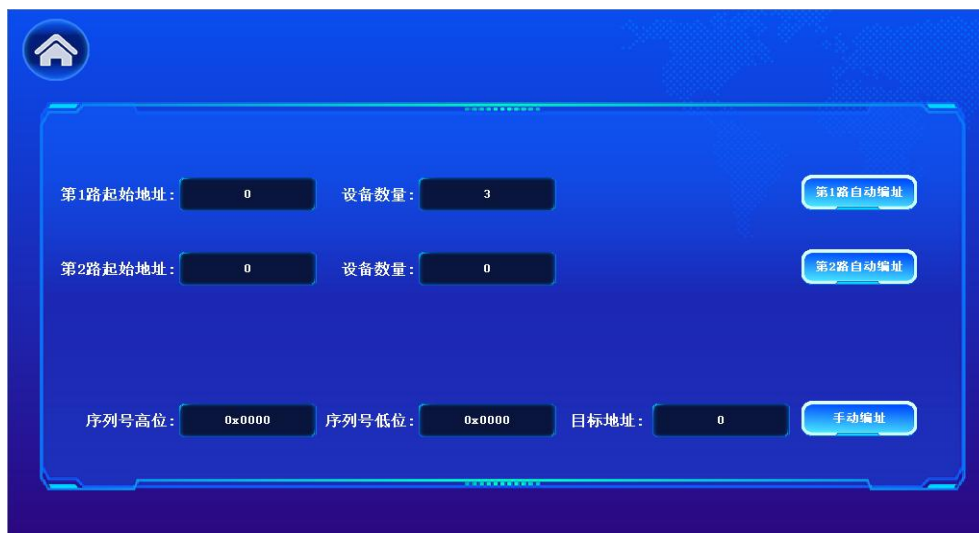 第1路起始地址: 0 设备数量: 3 第1路自动编址
第2路起始地址: 0 设备数量: 0 第2路自动编址
序列号高位: 0x0000 序列号低位: 0x0000 目标地址: 0 手动编址